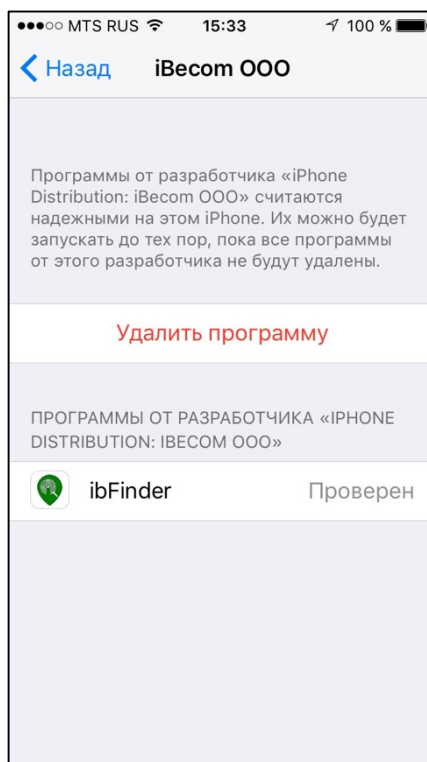 MTS RUS 15:33 100 %
Назад iBecom OOO
Программы от разработчика «iPhone
Distribution: iBecom OOO» считаются
надежными на этом iPhone. Их можно будет
запускать до тех пор, пока все программы
от этого разработчика не будут удалены.
Удалить программу
ПРОГРАММЫ ОТ РАЗРАБОТЧИКА «IPHONE
DISTRIBUTION: IBECOM OOO»
ibFinder Проверен